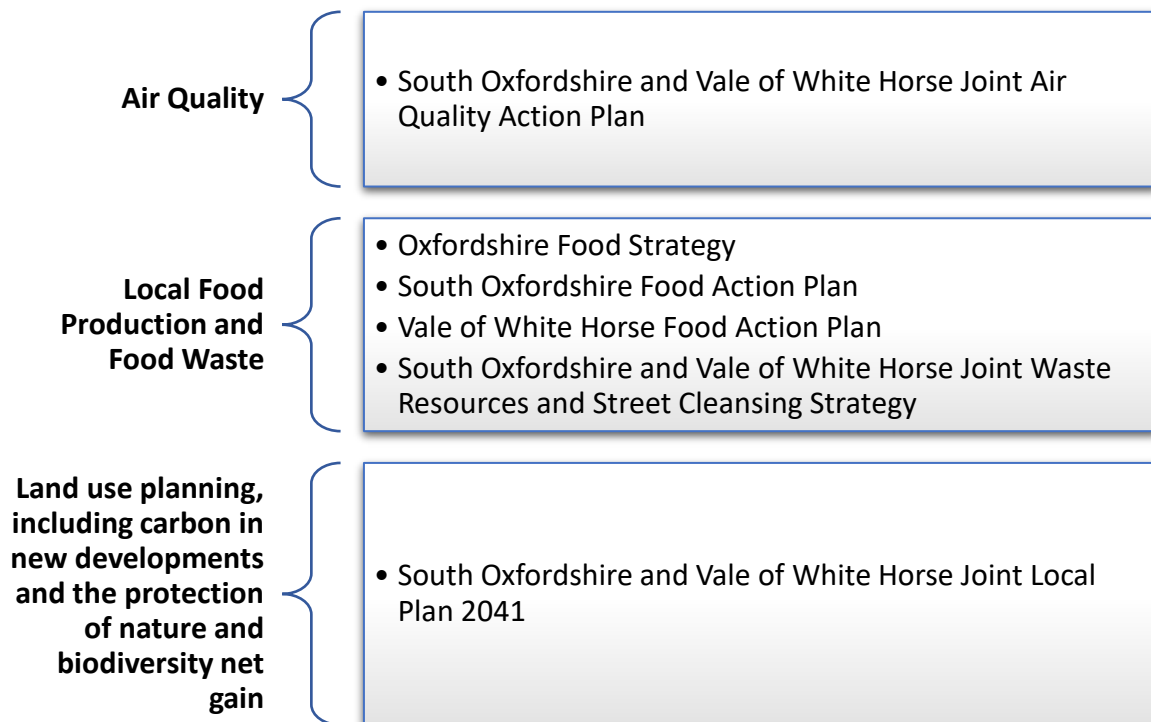 Air Quality
• South Oxfordshire and Vale of White Horse Joint Air
Quality Action Plan
Local Food
Production and
Food Waste
• Oxfordshire Food Strategy
• South Oxfordshire Food Action Plan
• Vale of White Horse Food Action Plan
• South Oxfordshire and Vale of White Horse Joint Waste
Resources and Street Cleansing Strategy
Land use planning,
including carbon in
new developments
and the protection
of nature and
biodiversity net
gain
• South Oxfordshire and Vale of White Horse Joint Local
Plan 2041